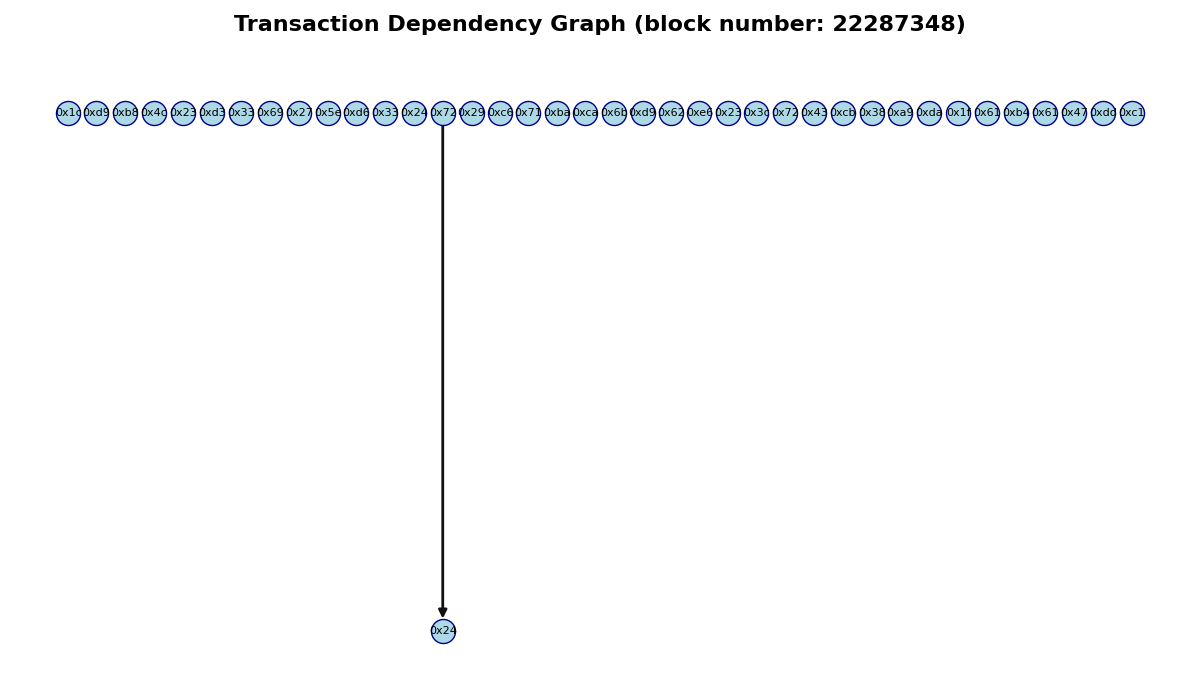 Transaction Dependency Graph (block number: 22287348)
0x1c 0xd9 0xb8 0x4c 0x23 0xd3 0x33 0x69 0x27 0x5e 0xd6 0x33 0x24 0x72 0x29 0xc6 0x71 0xba 0xca 0x6b 0xd9 0x62 0xe6 0x23 0x3c 0x72 0x43 0xcb 0x38 0xa9 0xda 0x1f 0x61 0xb4 0x61 0x47 0xdc 0xc1
0x24